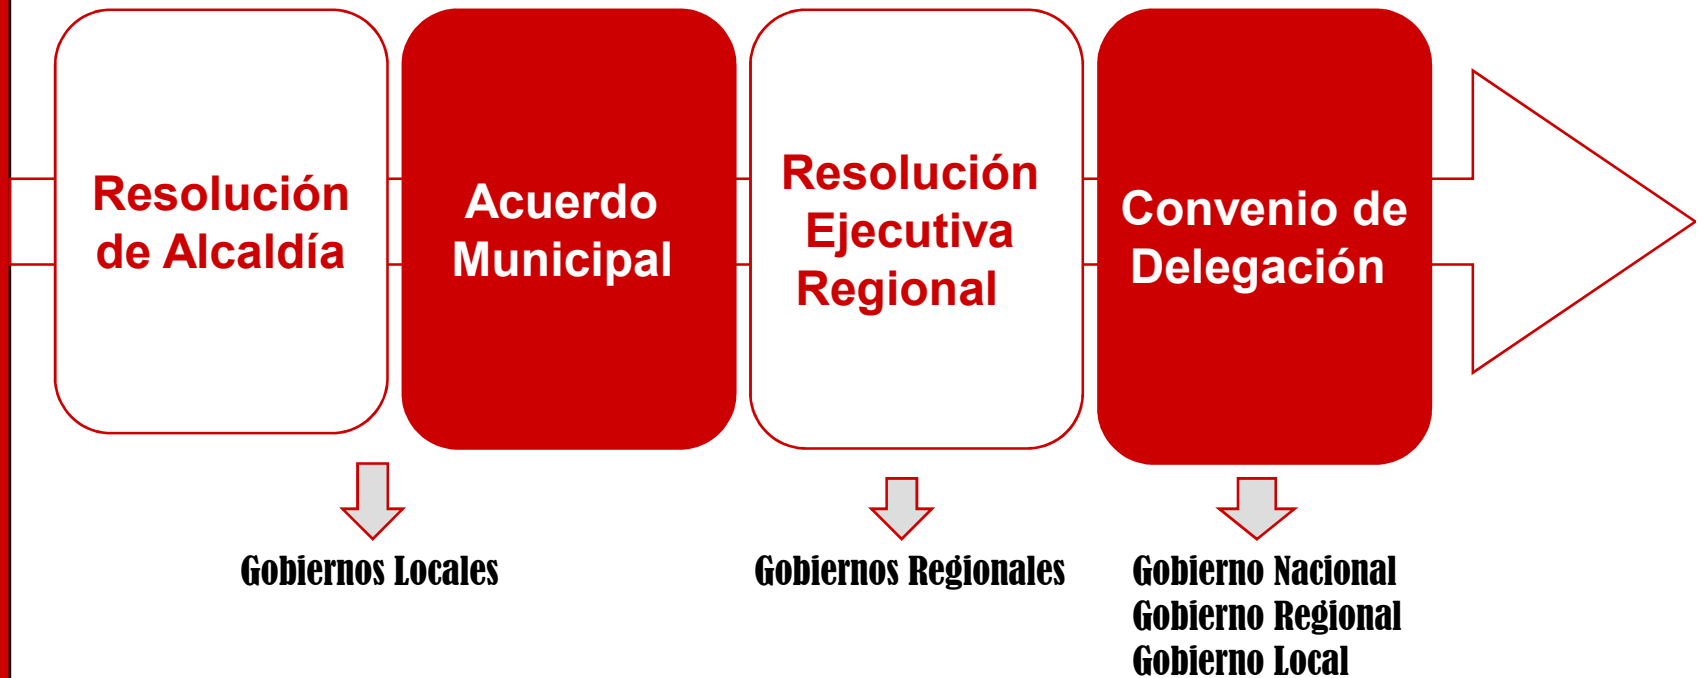 Resolución
de Alcaldía
Acuerdo
Municipal
Resolución
Ejecutiva
Regional
Convenio de
Delegación
Gobiernos Locales
Gobiernos Regionales
Gobierno Nacional
Gobierno Regional
Gobierno Local